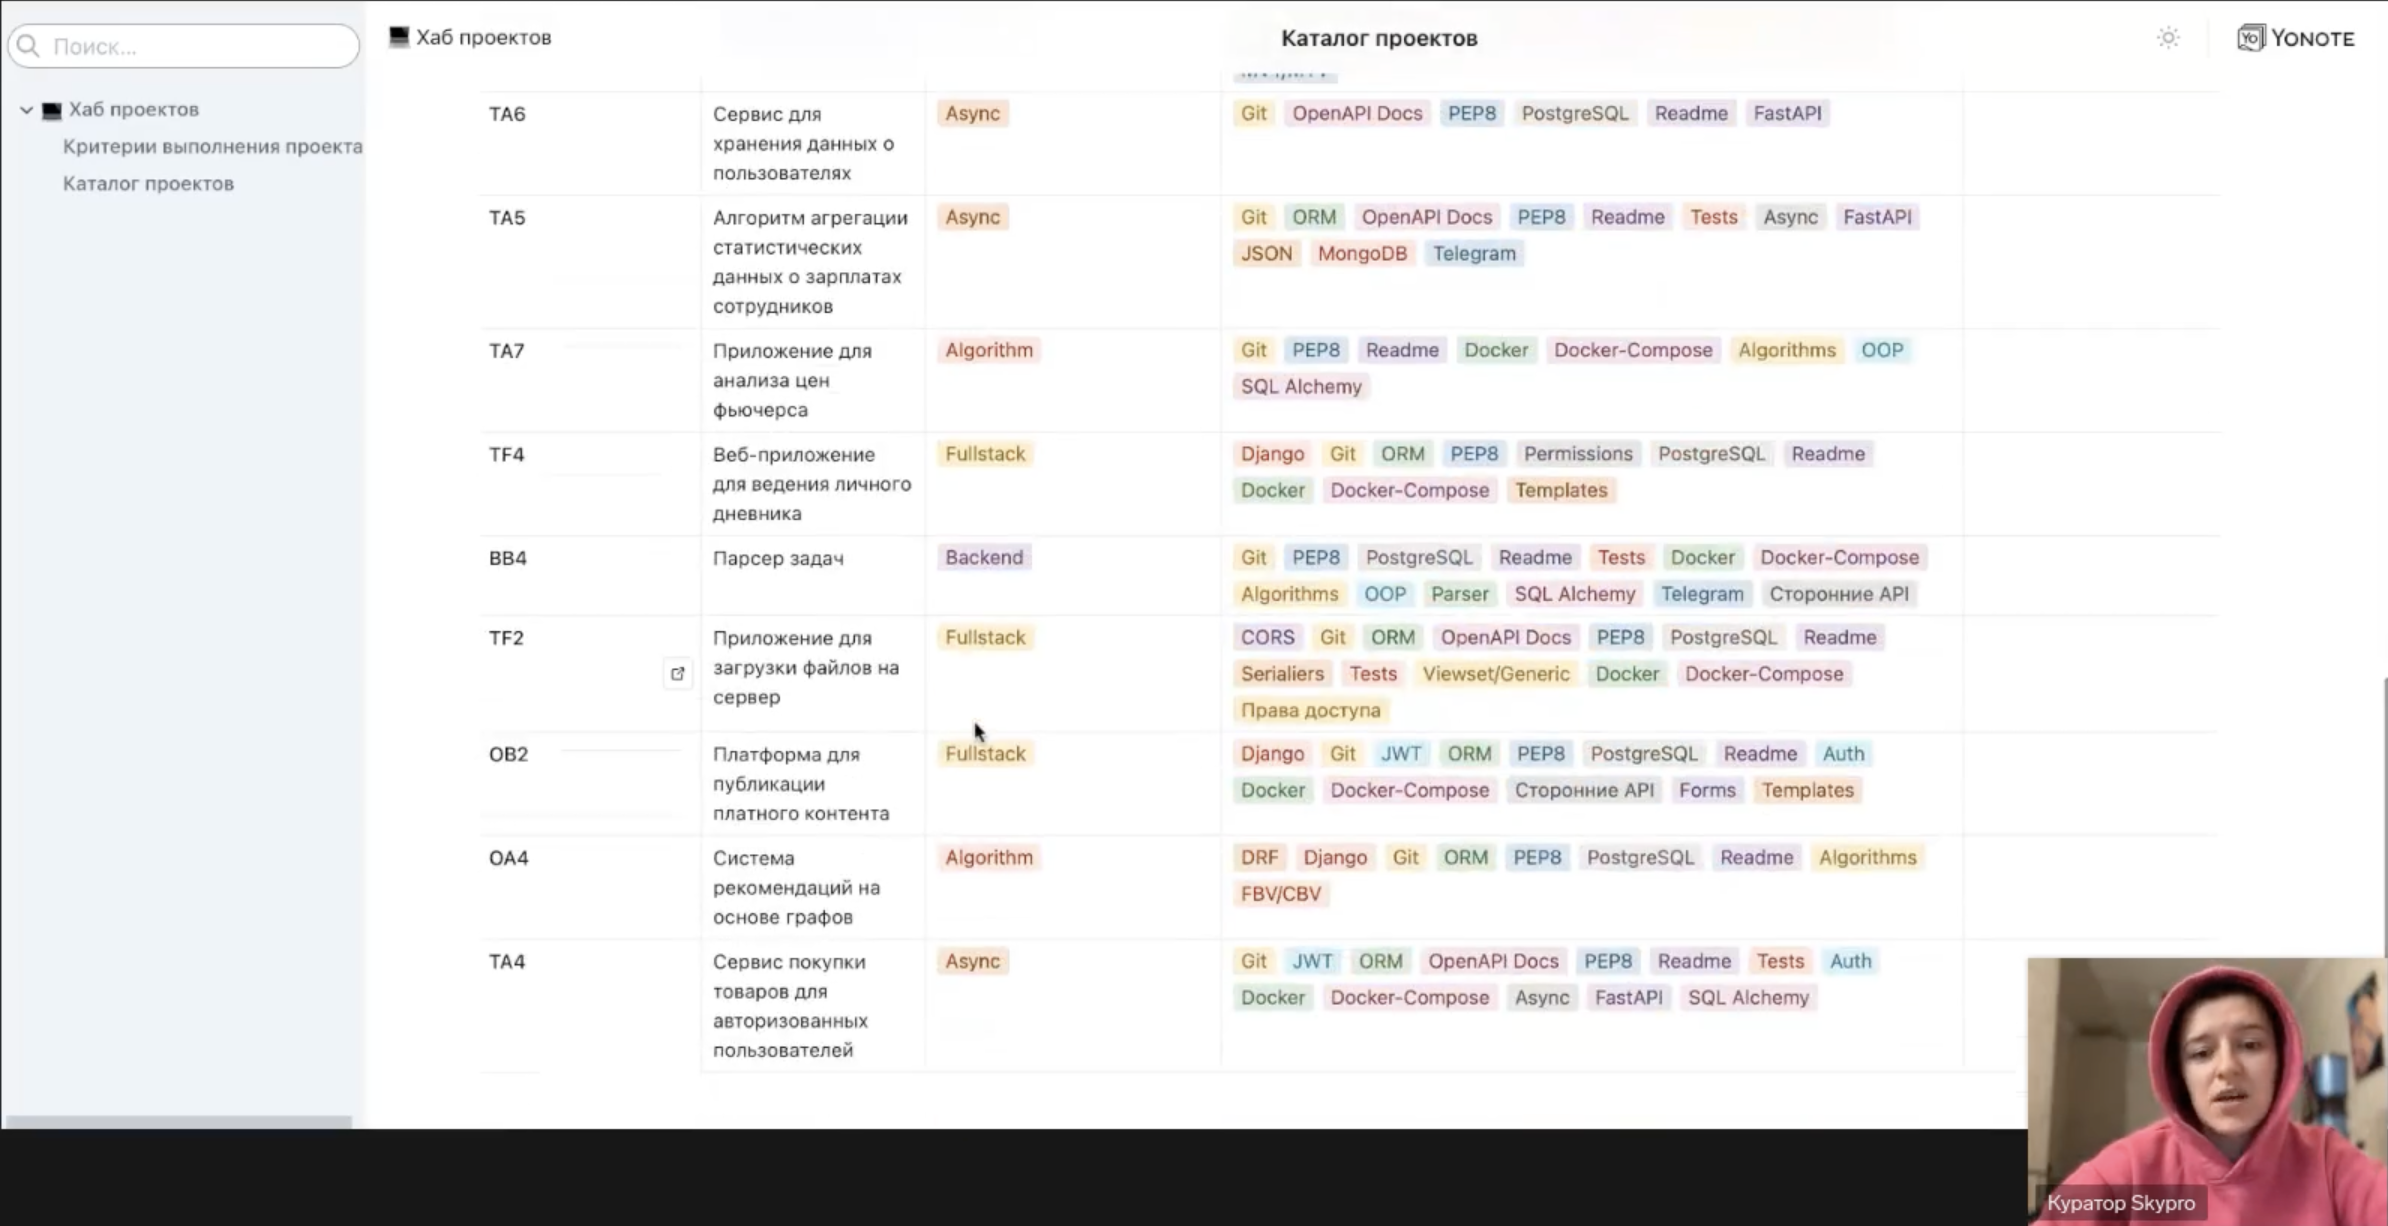 Поиск...
Хаб проектов
Каталог проектов
YONOTE
Хаб проектов
Критерии выполнения проекта
Каталог проектов
TA6
Сервис для
хранения данных о
пользователях
Async
Git OpenAPI Docs PEP8 PostgreSQL Readme FastAPI
TA5
Алгоритм агрегации
статистических
данных о зарплатах
сотрудников
Async
Git ORM OpenAPI Docs PEP8 Readme Tests Async FastAPI
JSON MongoDB Telegram
TA7
Приложение для
анализа цен
фьючерса
Algorithm
Git PEP8 Readme Docker Docker-Compose Algorithms OOP
SQL Alchemy
TF4
Веб-приложение
для ведения личного
дневника
Fullstack
Django Git ORM PEP8 Permissions PostgreSQL Readme
Docker Docker-Compose Templates
BB4
Парсер задач
Backend
Git PEP8 PostgreSQL Readme Tests Docker Docker-Compose
Algorithms OOP Parser SQL Alchemy Telegram Сторонние API
TF2
Приложение для
загрузки файлов на
сервер
Fullstack
CORS Git ORM OpenAPI Docs PEP8 PostgreSQL Readme
Serialiers Tests Viewset/Generic Docker Docker-Compose
Права доступа
OB2
Платформа для
публикации
платного контента
Fullstack
Django Git JWT ORM PEP8 PostgreSQL Readme Auth
Docker Docker-Compose Сторонние API Forms Templates
OA4
Система
рекомендаций на
основе графов
Algorithm
DRF Django Git ORM PEP8 PostgreSQL Readme Algorithms
FBV/CBV
TA4
Сервис покупки
товаров для
авторизованных
пользователей
Async
Git JWT ORM OpenAPI Docs PEP8 Readme Tests Auth
Docker Docker-Compose Async FastAPI SQL Alchemy
Куратор Skypro